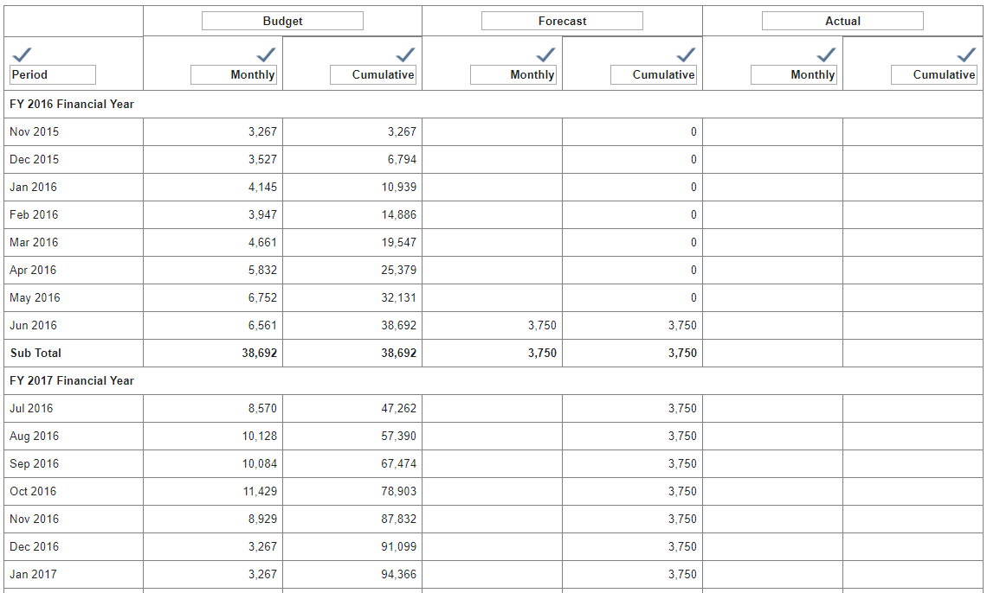 Budget Forecast Actual
Period Monthly Cumulative Monthly Cumulative Monthly Cumulative
FY 2016 Financial Year
Nov 2015 3,267 3,267 0
Dec 2015 3,527 6,794 0
Jan 2016 4,145 10,939 0
Feb 2016 3,947 14,886 0
Mar 2016 4,661 19,547 0
Apr 2016 5,832 25,379 0
May 2016 6,752 32,131 0
Jun 2016 6,561 38,692 3,750 3,750
Sub Total 38,692 38,692 3,750 3,750
FY 2017 Financial Year
Jul 2016 8,570 47,262 3,750
Aug 2016 10,128 57,390 3,750
Sep 2016 10,084 67,474 3,750
Oct 2016 11,429 78,903 3,750
Nov 2016 8,929 87,832 3,750
Dec 2016 3,267 91,099 3,750
Jan 2017 3,267 94,366 3,750